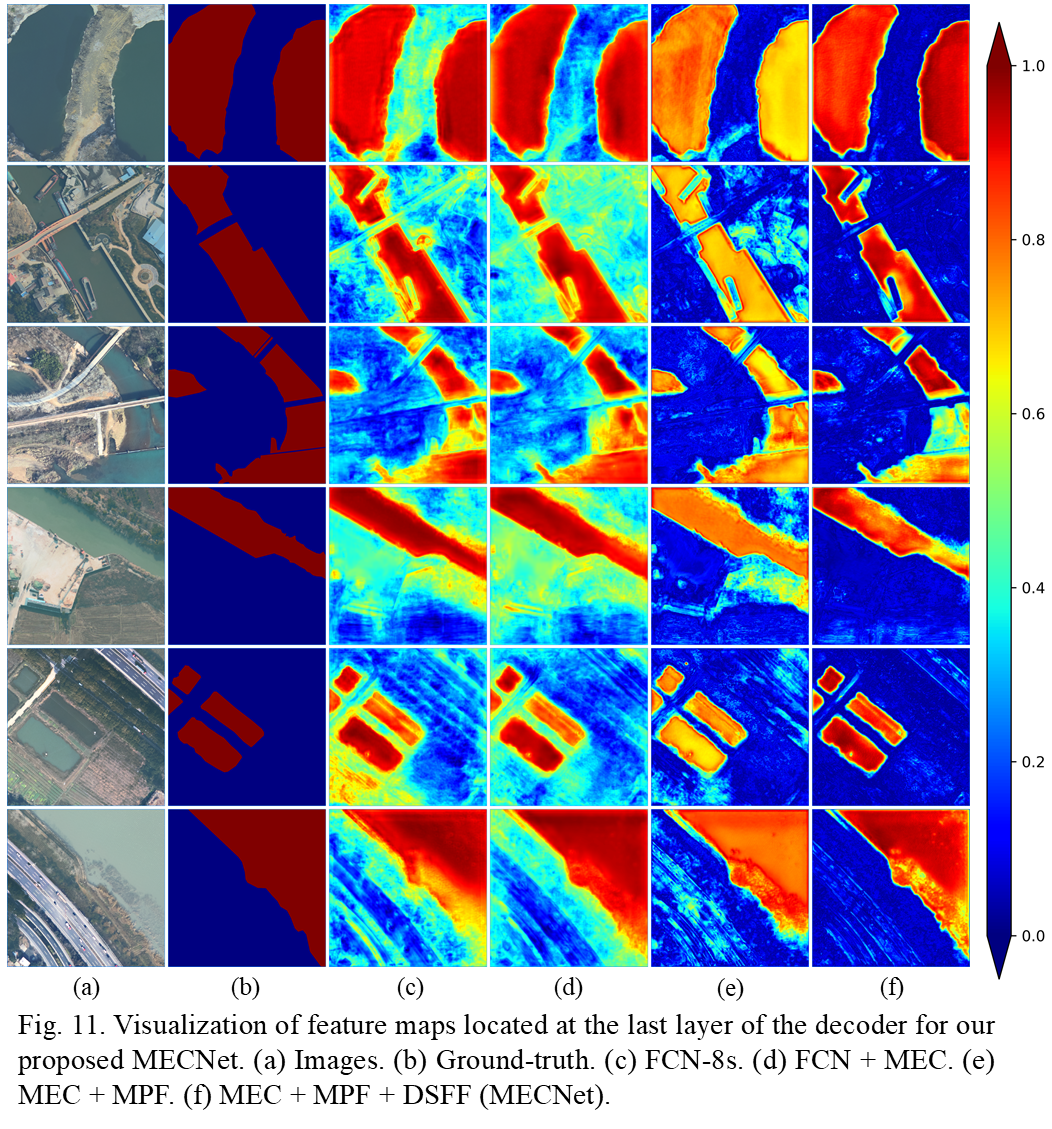 1.0
0.8
0.6
0.4
0.2
0.0
(a) (b) (c) (d) (e) (f)
Fig. 11. Visualization of feature maps located at the last layer of the decoder for our
proposed MECNet. (a) Images. (b) Ground-truth. (c) FCN-8s. (d) FCN + MEC. (e)
MEC + MPF. (f) MEC + MPF + DSFF (MECNet).